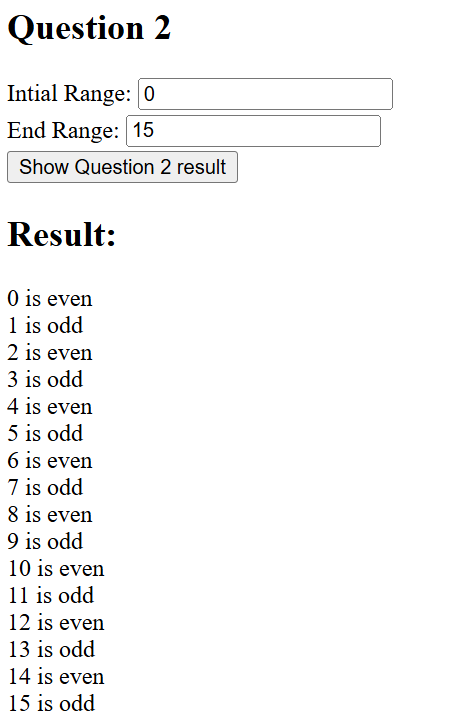 Question 2
Intial Range: 0
End Range: 15
Show Question 2 result
Result:
0 is even
1 is odd
2 is even
3 is odd
4 is even
5 is odd
6 is even
7 is odd
8 is even
9 is odd
10 is even
11 is odd
12 is even
13 is odd
14 is even
15 is odd